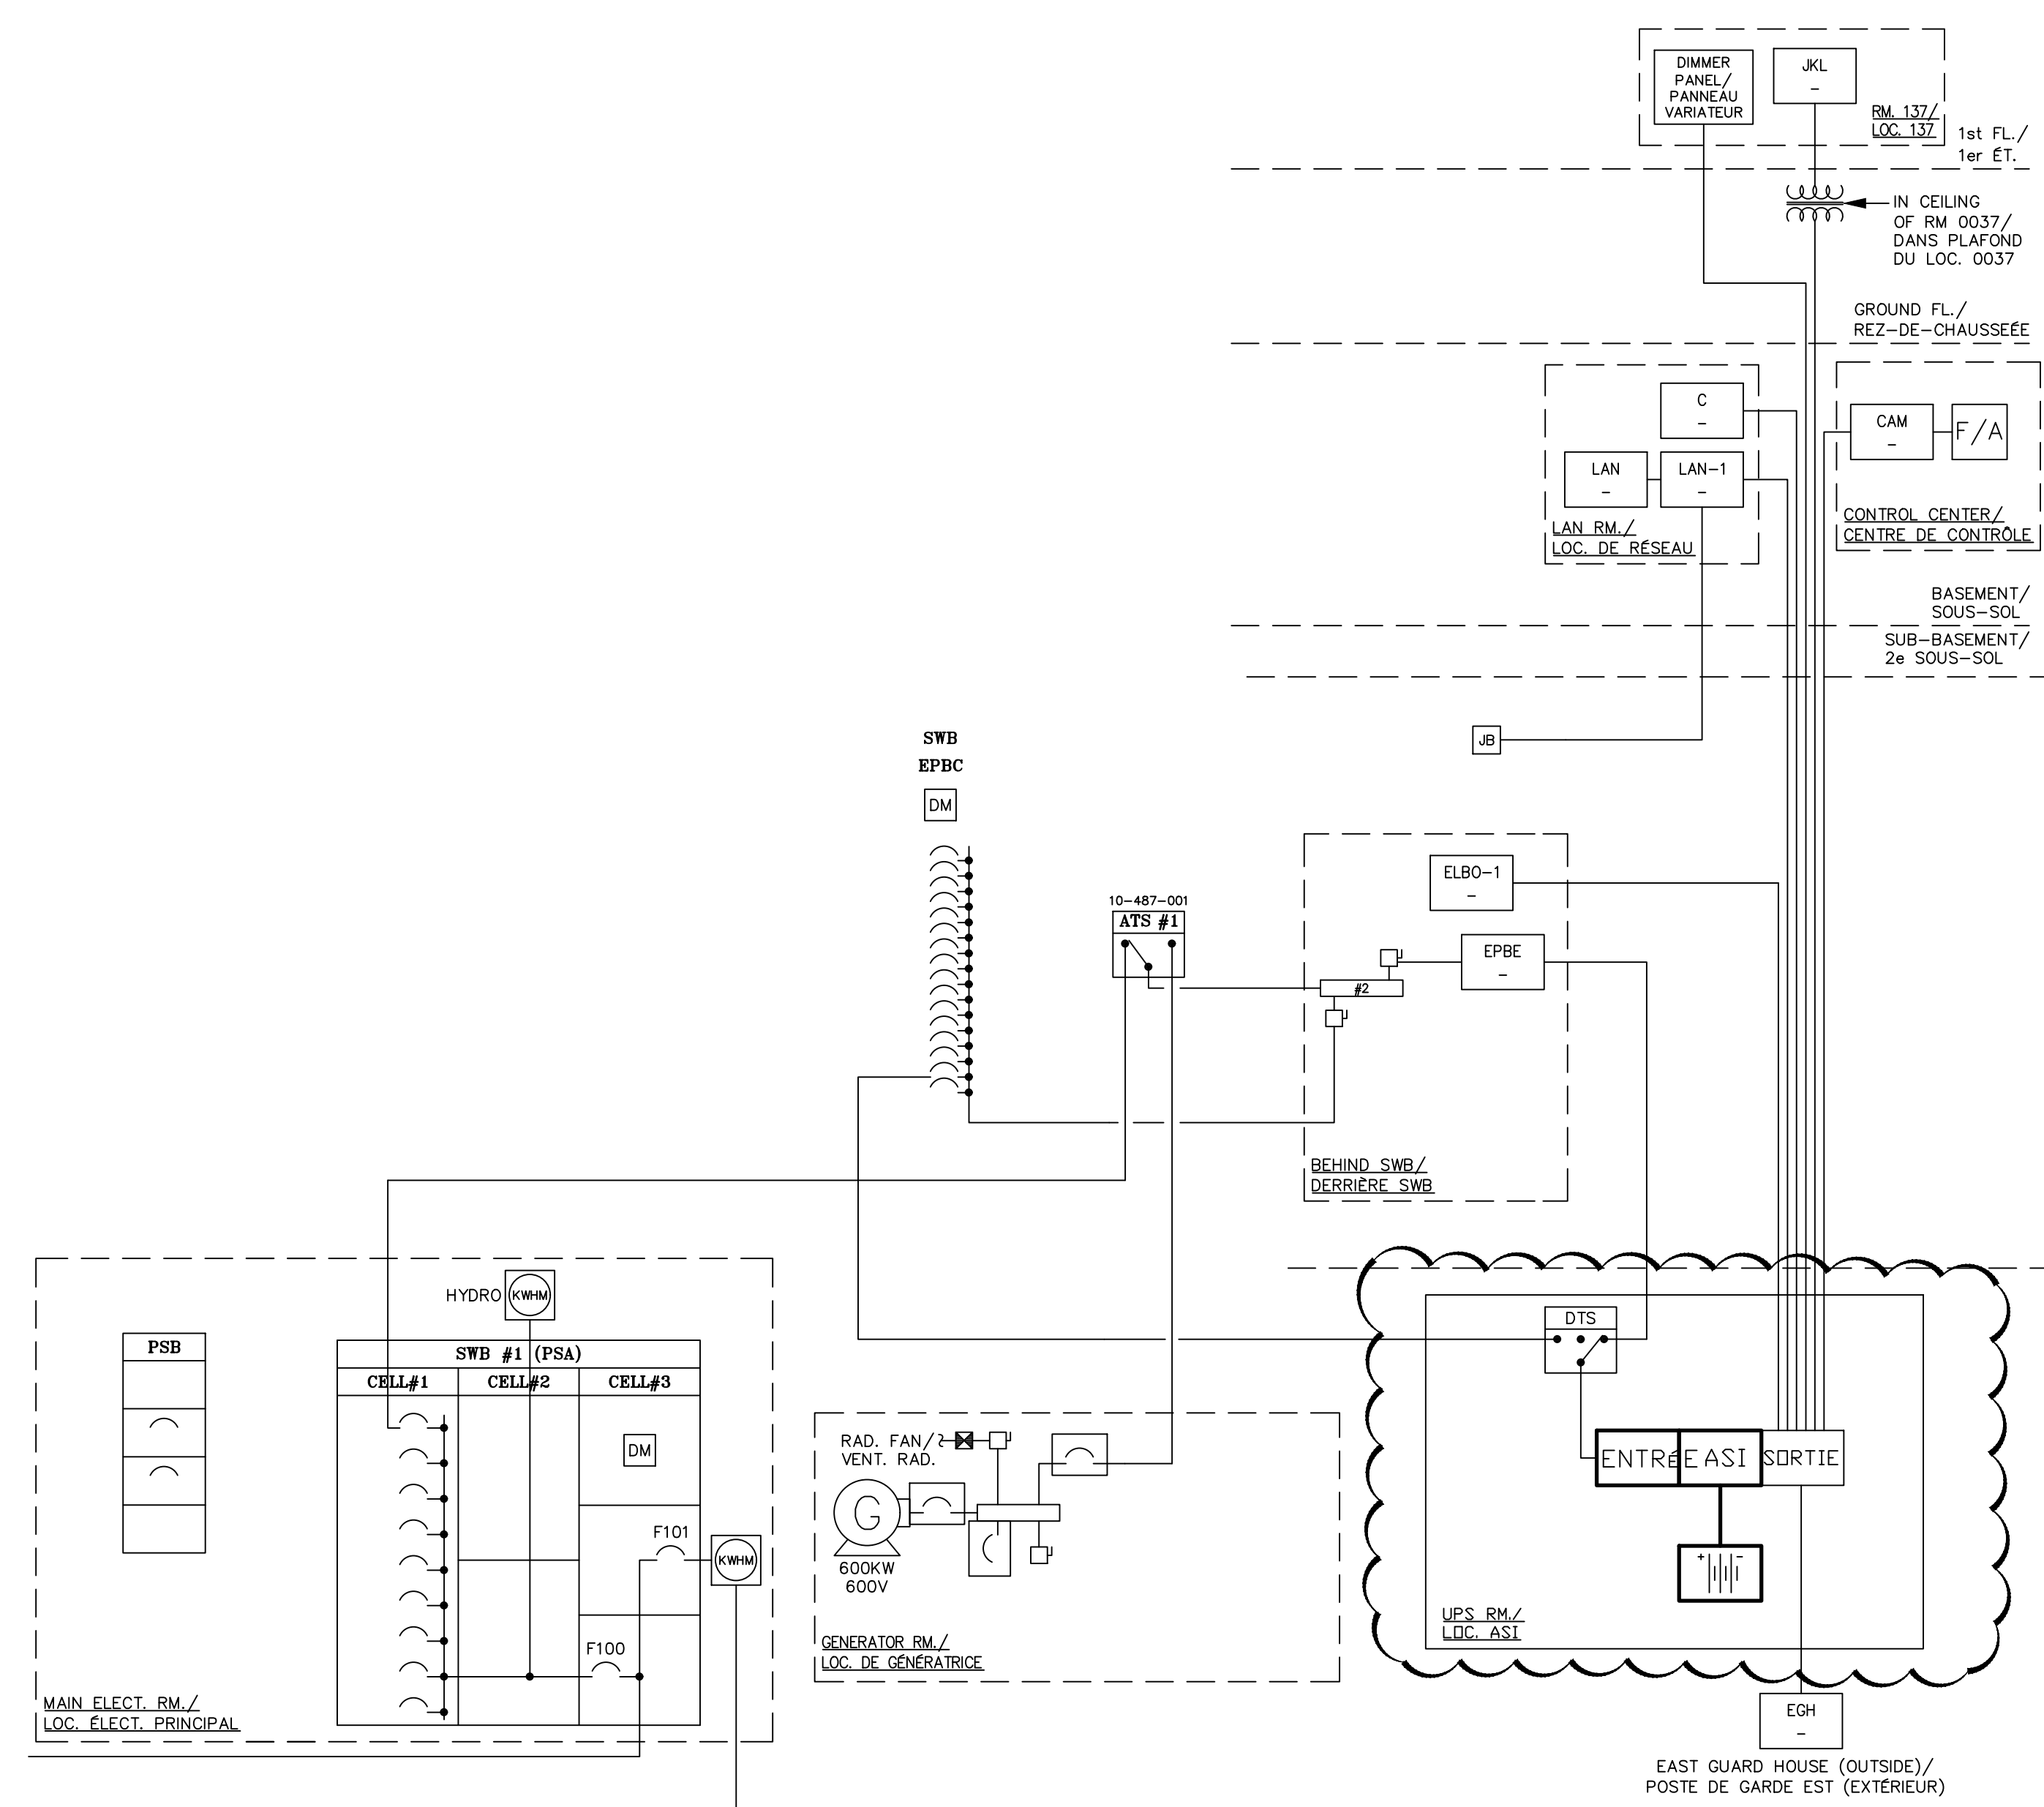 DIMMER
PANEL/
PANNEAU
VARIATEUR
JKL
–
RM. 137/
LOC. 137
1st FL./
1er ÉT.
IN CEILING
OF RM 0037/
DANS PLAFOND
DU LOC. 0037
GROUND FL./
REZ-DE-CHAUSSEÉE
C
–
LAN
–
LAN-1
–
LAN RM./
LOC. DE RÉSEAU
CAM
–
F/A
CONTROL CENTER/
CENTRE DE CONTRÔLE
BASEMENT/
SOUS-SOL
SUB-BASEMENT/
2e SOUS-SOL
JB
SWB
EPBC
DM
10-487-001
ATS #1
ELBO-1
–
EPBE
–
#2
BEHIND SWB/
DERRIÈRE SWB
HYDRO
KWHM
PSB
SWB #1 (PSA)
CELL#1
CELL#2
CELL#3
DM
F101
KWHM
F100
MAIN ELECT. RM./
LOC. ÉLECT. PRINCIPAL
RAD. FAN/
VENT. RAD.
G
600KW
600V
GENERATOR RM./
LOC. DE GÉNÉRATRICE
DTS
ENTRÉE
ASI
SORTIE
+ –
UPS RM./
LOC. ASI
EGH
–
EAST GUARD HOUSE (OUTSIDE)/
POSTE DE GARDE EST (EXTÉRIEUR)